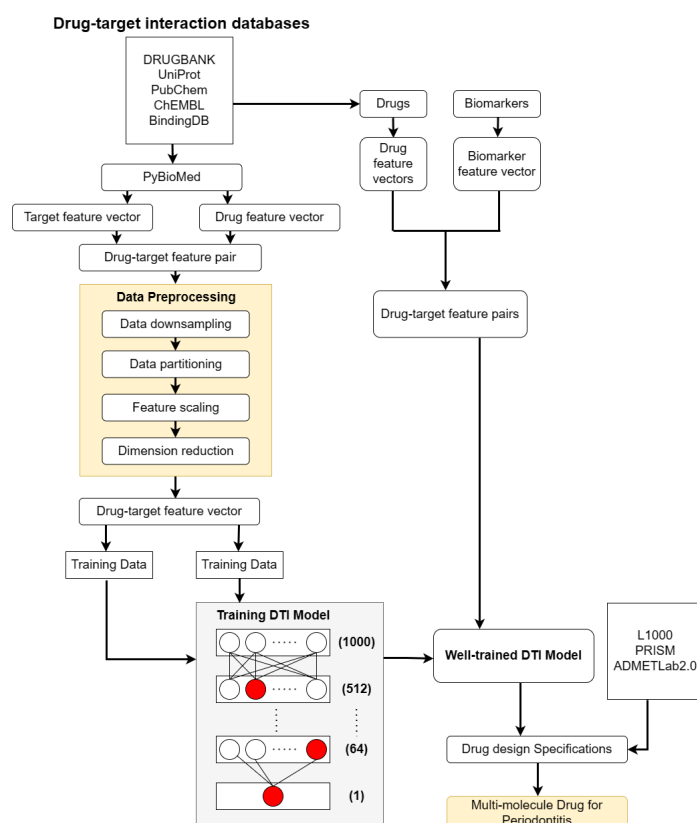 Drug-target interaction databases
DRUGBANK
UniProt
PubChem
ChEMBL
BindingDB
Drugs
Biomarkers
Drug
feature
vectors
Biomarker
feature vector
PyBioMed
Target feature vector
Drug feature vector
Drug-target feature pair
Data Preprocessing
Data downsampling
Data partitioning
Feature scaling
Dimension reduction
Drug-target feature pairs
Drug-target feature vector
Training Data
Training Data
Training DTI Model
(1000)
(512)
(64)
(1)
Well-trained DTI Model
L1000
PRISM
ADMETLab2.0
Drug design Specifications
Multi-molecule Drug for
Periodontitis